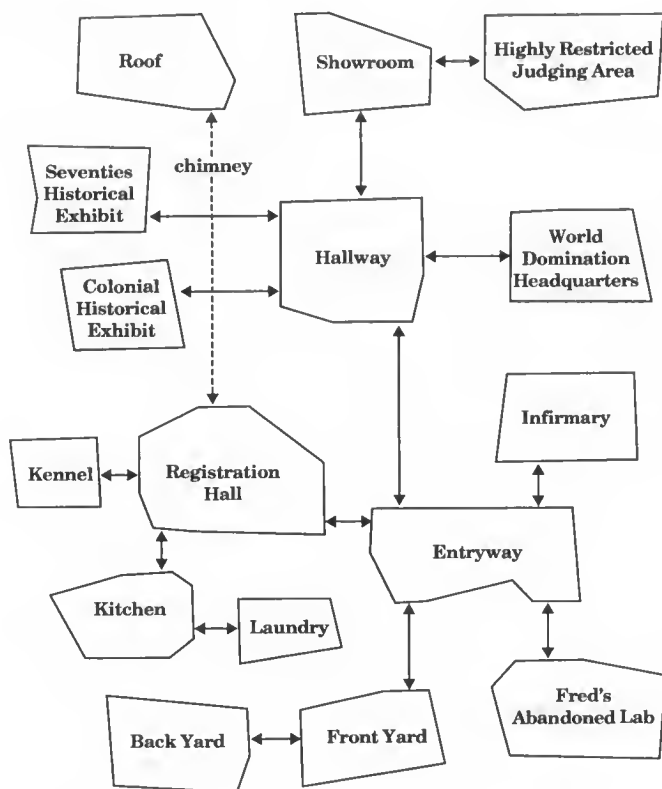 Roof
Showroom
Highly Restricted
Judging Area
chimney
Seventies
Historical
Exhibit
Hallway
World
Domination
Headquarters
Colonial
Historical
Exhibit
Infirmary
Kennel
Registration
Hall
Entryway
Kitchen
Laundry
Fred's
Abandoned Lab
Back Yard
Front Yard